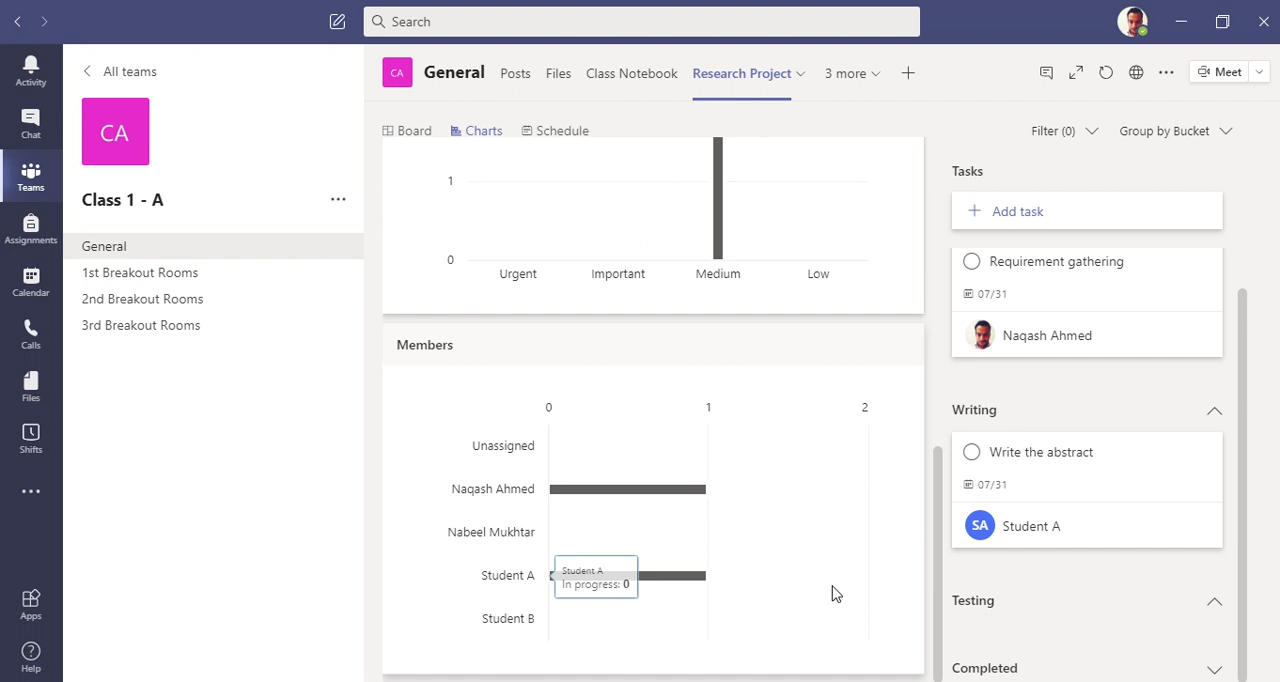 Search
Activity
Chat
Teams
Assignments
Calendar
Calls
Files
Shifts
Apps
Help
All teams
CA
Class 1 - A
General
1st Breakout Rooms
2nd Breakout Rooms
3rd Breakout Rooms
CA General Posts Files Class Notebook Research Project 3 more
Meet
Board Charts Schedule
Filter (0) Group by Bucket
1
0
Urgent Important Medium Low
Members
0 1 2
Unassigned
Naqash Ahmed
Nabeel Mukhtar
Student A
Student B
Student A
In progress: 0
Tasks
Add task
Requirement gathering
07/31
Naqash Ahmed
Writing
Write the abstract
07/31
SA Student A
Testing
Completed